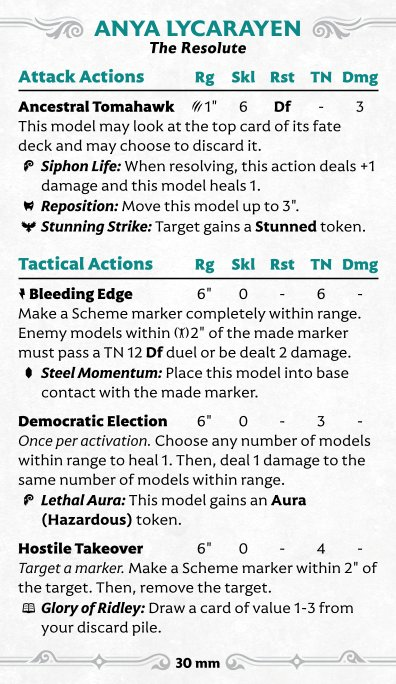 ANYA LYCARAYEN
The Resolute
Attack Actions Rg Skl Rst TN Dmg
Ancestral Tomahawk 1" 6 Df - 3
This model may look at the top card of its fate
deck and may choose to discard it.
Siphon Life: When resolving, this action deals +1
damage and this model heals 1.
Reposition: Move this model up to 3".
Stunning Strike: Target gains a Stunned token.
Tactical Actions Rg Skl Rst TN Dmg
Bleeding Edge 6" 0 - 6 -
Make a Scheme marker completely within range.
Enemy models within 2" of the made marker
must pass a TN 12 Df duel or be dealt 2 damage.
Steel Momentum: Place this model into base
contact with the made marker.
Democratic Election 6" 0 - 3 -
Once per activation. Choose any number of models
within range to heal 1. Then, deal 1 damage to the
same number of models within range.
Lethal Aura: This model gains an Aura
(Hazardous) token.
Hostile Takeover 6" 0 - 4 -
Target a marker. Make a Scheme marker within 2" of
the target. Then, remove the target.
Glory of Ridley: Draw a card of value 1-3 from
your discard pile.
30 mm